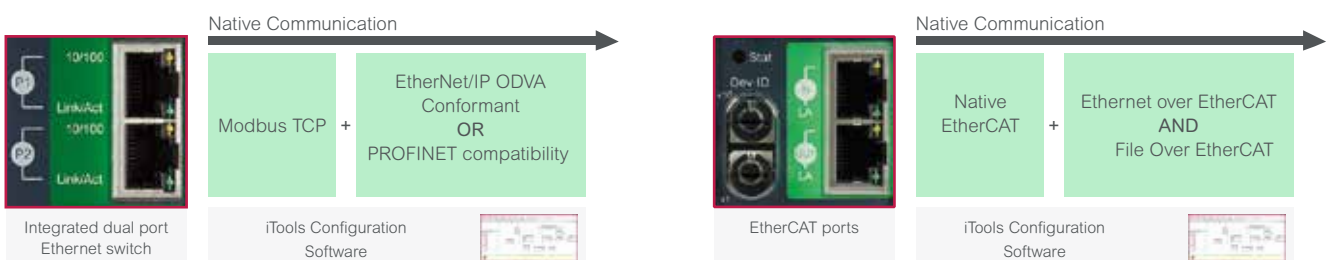 Native Communication
10/100
P1
Link/Act
10/100
P2
Link/Act
Modbus TCP
+
EtherNet/IP ODVA
Conformant
OR
PROFINET compatibility
Integrated dual port
Ethernet switch
iTools Configuration
Software
Native Communication
Stat
Dev ID
LA
LA
Native
EtherCAT
+
Ethernet over EtherCAT
AND
File Over EtherCAT
EtherCAT ports
iTools Configuration
Software